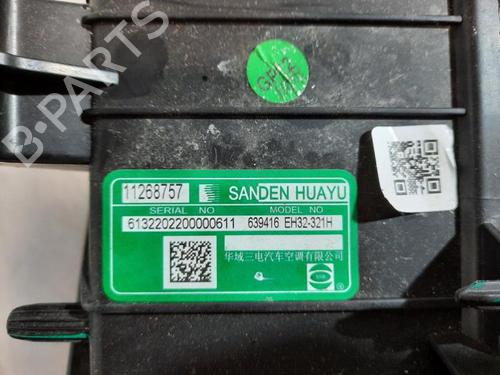 B-PARTS
11268757 SANDEN HUAYU
SERIAL NO MODEL NO
6132202200000611 639416 EH32-321H
华域三电汽车空调有限公司